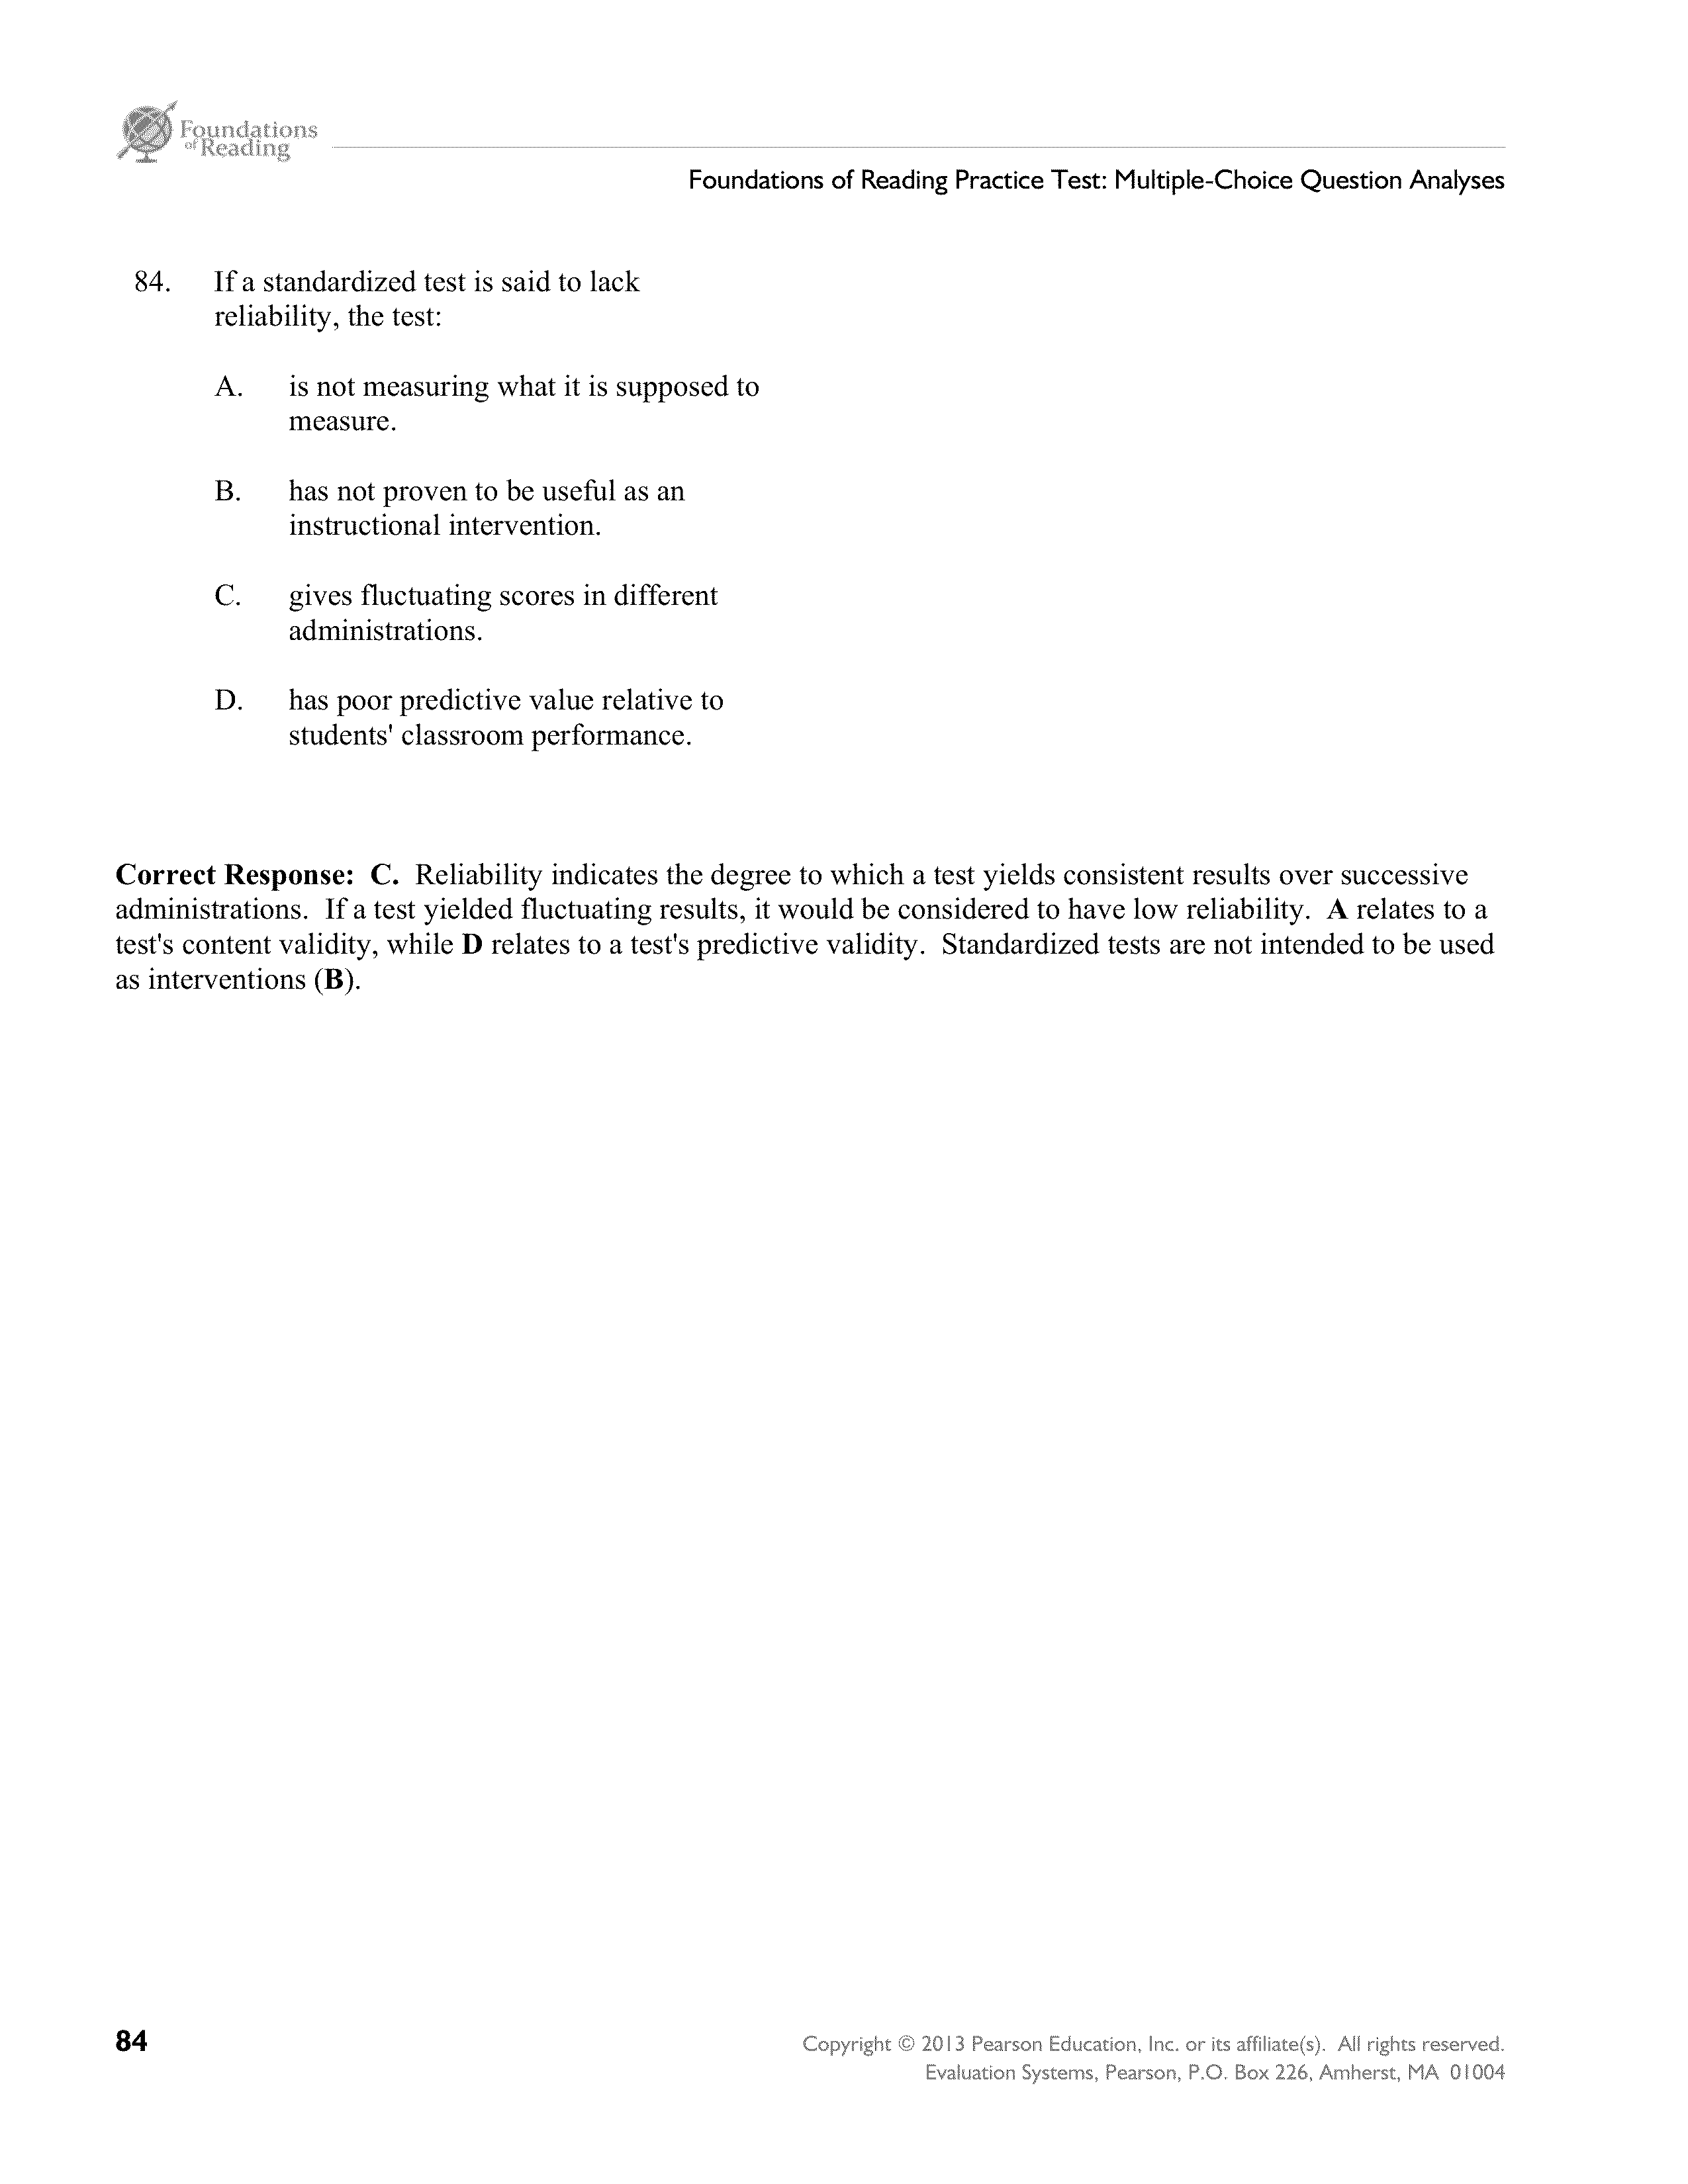 Foundations
of Reading
Foundations of Reading Practice Test: Multiple-Choice Question Analyses
84. If a standardized test is said to lack
reliability, the test:
A. is not measuring what it is supposed to
measure.
B. has not proven to be useful as an
instructional intervention.
C. gives fluctuating scores in different
administrations.
D. has poor predictive value relative to
students' classroom performance.
Correct Response: C. Reliability indicates the degree to which a test yields consistent results over successive
administrations. If a test yielded fluctuating results, it would be considered to have low reliability. A relates to a
test's content validity, while D relates to a test's predictive validity. Standardized tests are not intended to be used
as interventions (B).
84
Copyright © 2013 Pearson Education, Inc. or its affiliate(s). All rights reserved.
Evaluation Systems, Pearson, P.O. Box 226, Amherst, MA 01004